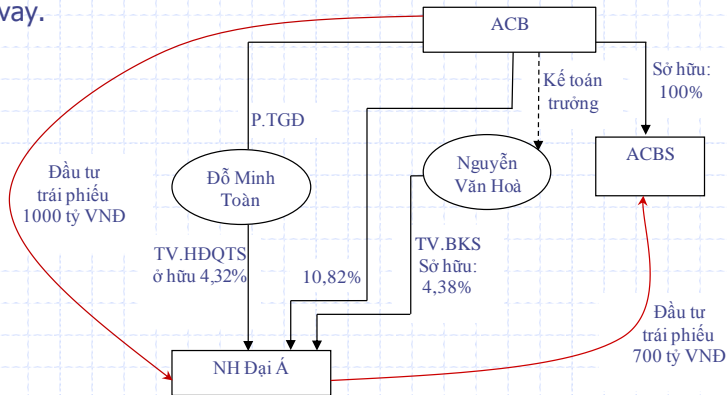 vay.
ACB
Kế toán
trưởng
Sở hữu:
100%
P.TGĐ
ACBS
Đầu tư
trái phiếu
1000 tỷ VNĐ
Đỗ Minh
Toàn
Nguyễn
Văn Hoà
TV.HĐQTS
ở hữu 4,32%
10,82%
TV.BKS
Sở hữu:
4,38%
Đầu tư
trái phiếu
700 tỷ VNĐ
NH Đại Á